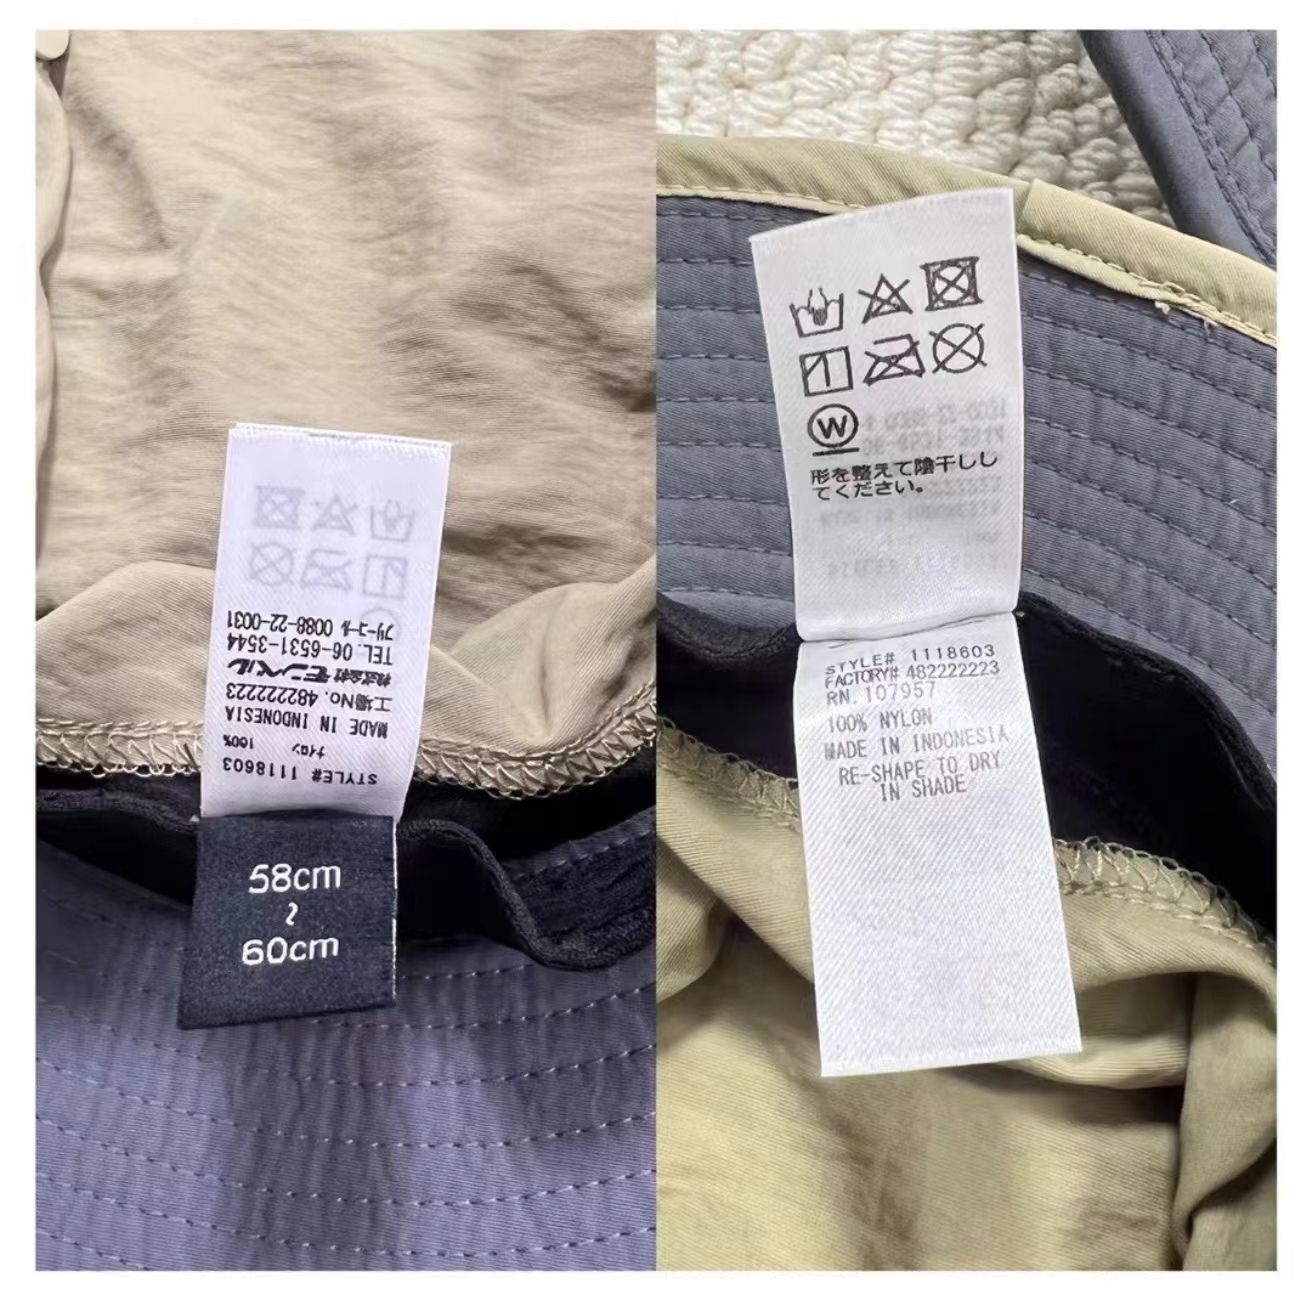 フリーコール 0088-22-0031
TEL. 06-6531-3544
株式会社モンベル
工場No. 482222223
MADE IN INDONESIA
ナイロン 100%
STYLE# 1118603
58cm
~
60cm
W
形を整えて陰干しし
てください。
STYLE# 1118603
FACTORY# 482222223
RN. 107957
100% NYLON
MADE IN INDONESIA
RE-SHAPE TO DRY
IN SHADE